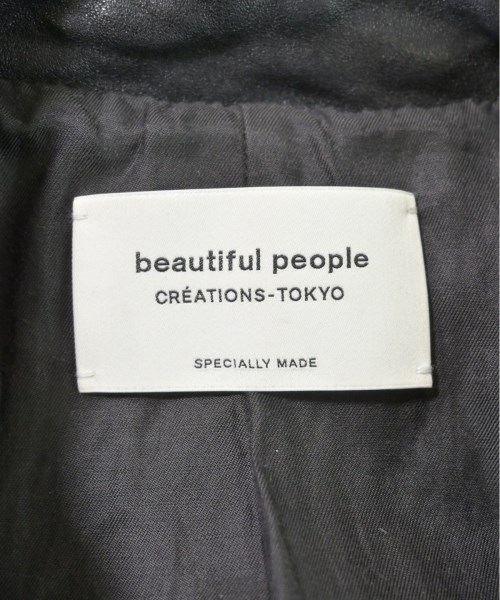 beautiful people
CRÉATIONS-TOKYO
SPECIALLY MADE